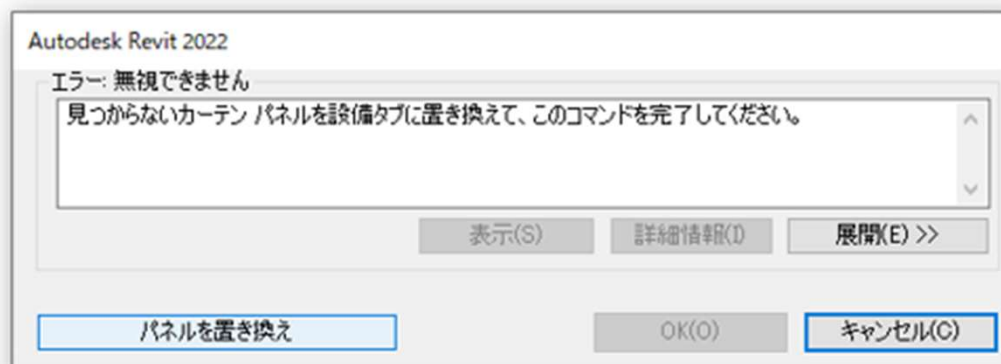 Autodesk Revit 2022
エラー: 無視できません
見つからないカーテン パネルを設備タブに置き換えて、このコマンドを完了してください。
表示(S)
詳細情報(I)
展開(E) >>
パネルを置き換え
OK(O)
キャンセル(C)